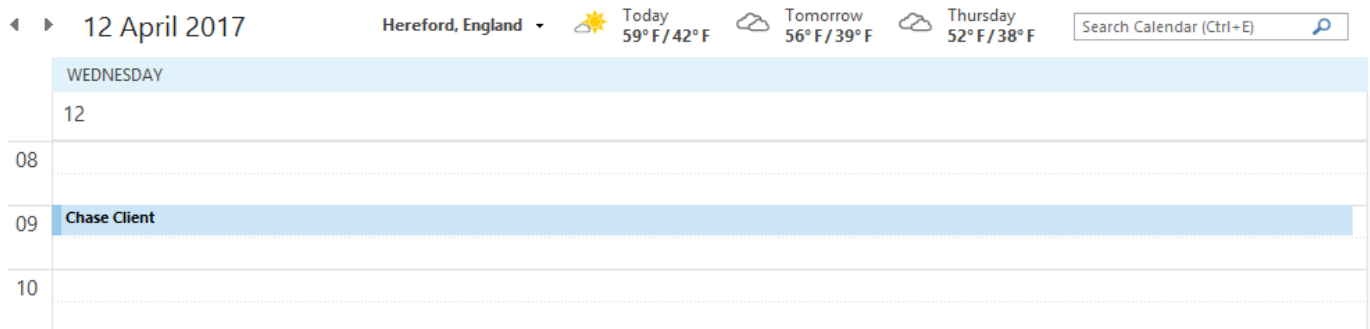 12 April 2017
Hereford, England
Today
59° F / 42° F
Tomorrow
56° F / 39° F
Thursday
52° F / 38° F
Search Calendar (Ctrl+E)
WEDNESDAY
12
08
09
Chase Client
10